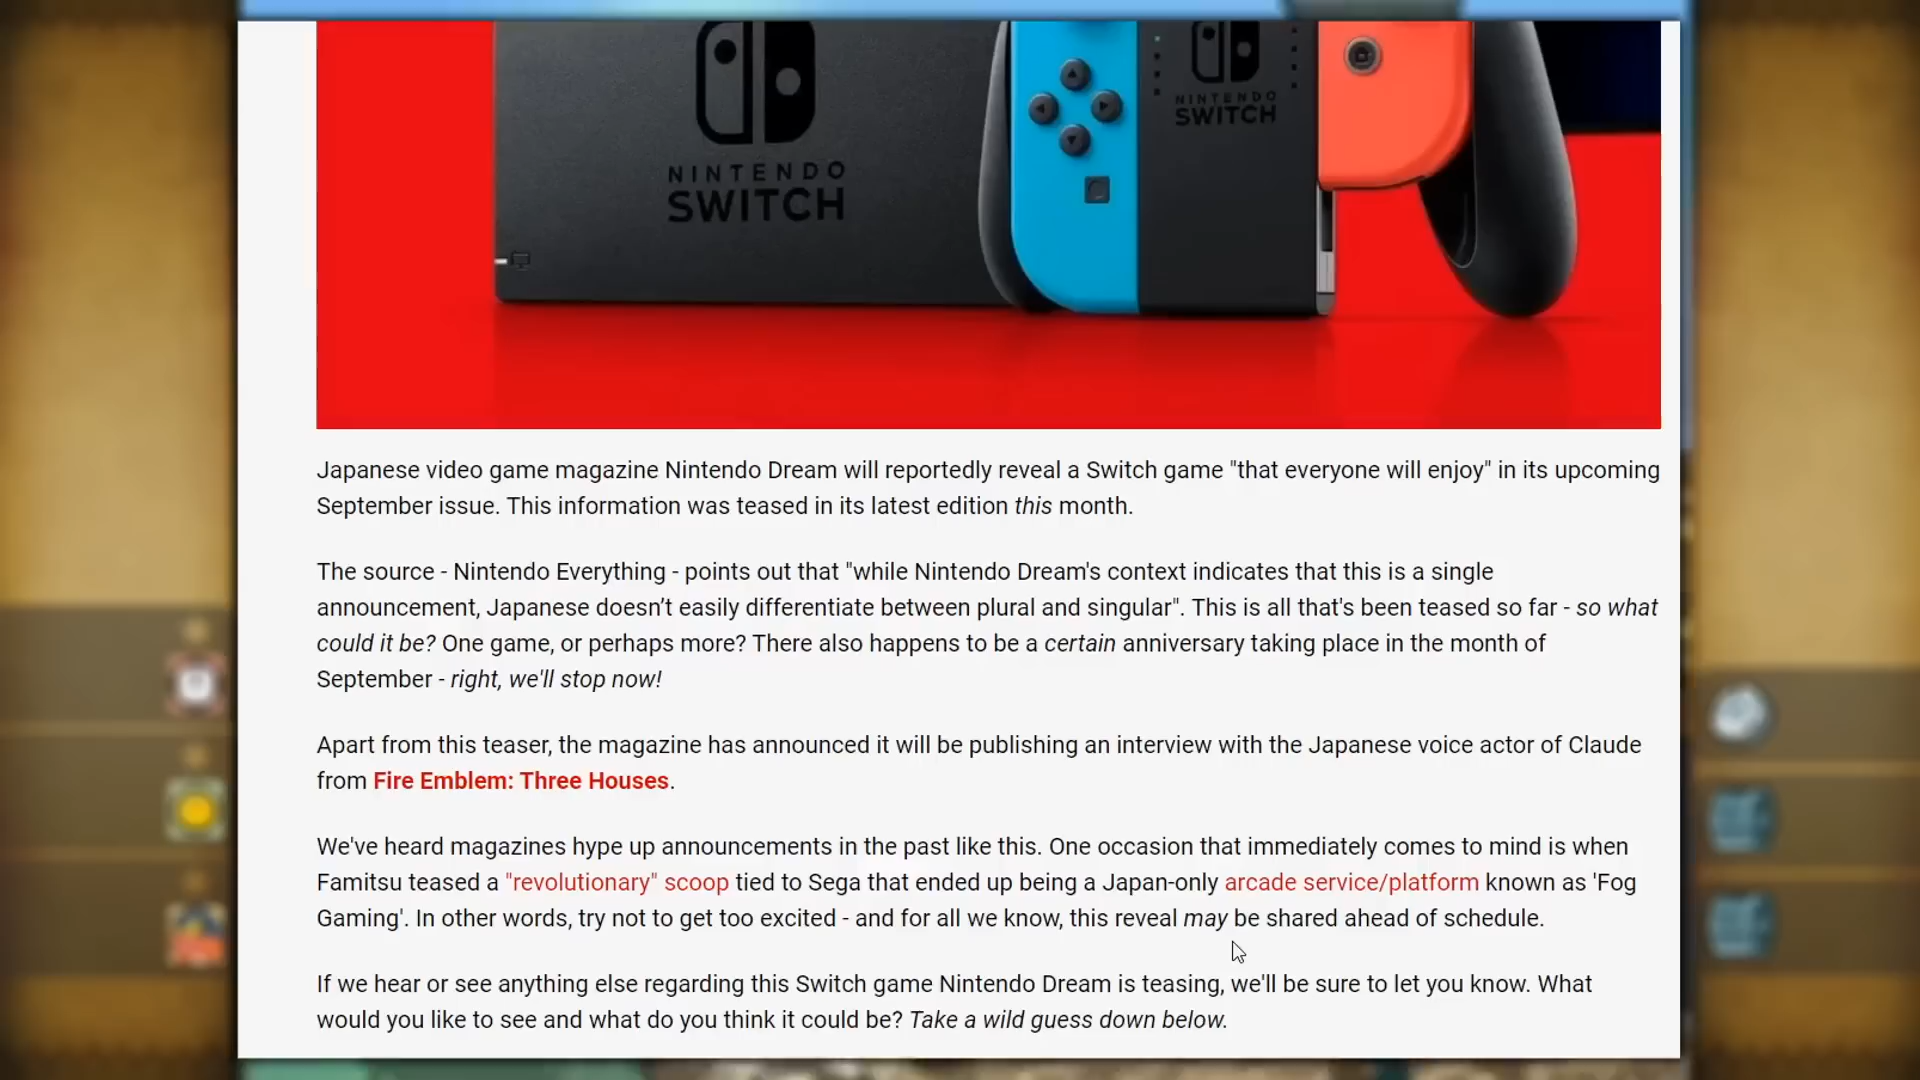 NINTENDO
SWITCH
NINTENDO
SWITCH
Japanese video game magazine Nintendo Dream will reportedly reveal a Switch game "that everyone will enjoy" in its upcoming
September issue. This information was teased in its latest edition this month.
The source - Nintendo Everything - points out that "while Nintendo Dream's context indicates that this is a single
announcement, Japanese doesn’t easily differentiate between plural and singular". This is all that's been teased so far - so what
could it be? One game, or perhaps more? There also happens to be a certain anniversary taking place in the month of
September - right, we'll stop now!
Apart from this teaser, the magazine has announced it will be publishing an interview with the Japanese voice actor of Claude
from Fire Emblem: Three Houses.
We've heard magazines hype up announcements in the past like this. One occasion that immediately comes to mind is when
Famitsu teased a "revolutionary" scoop tied to Sega that ended up being a Japan-only arcade service/platform known as 'Fog
Gaming'. In other words, try not to get too excited - and for all we know, this reveal may be shared ahead of schedule.
If we hear or see anything else regarding this Switch game Nintendo Dream is teasing, we'll be sure to let you know. What
would you like to see and what do you think it could be? Take a wild guess down below.